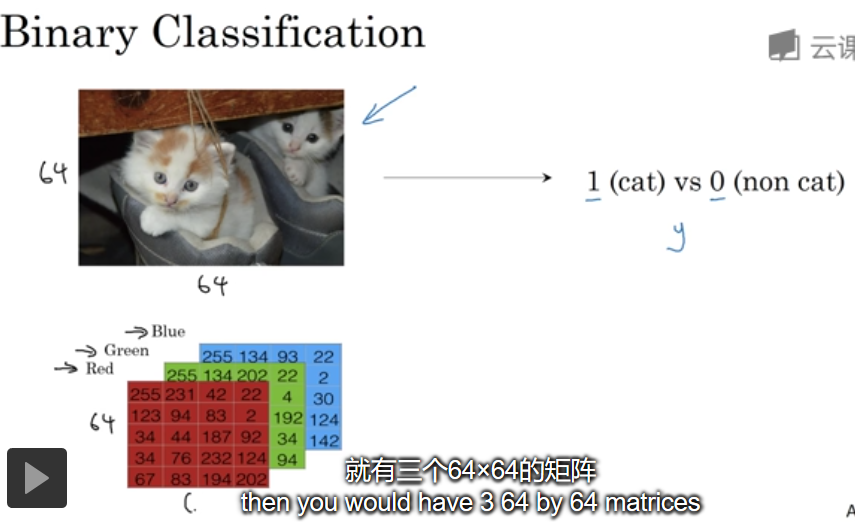 Binary Classification
云课
64
1 (cat) vs 0 (non cat)
y
64
Blue
Green
Red
255 134 93 22
255 134 202 22
2
255 231 42 22
4
30
123 94 83 2
192
124
64
34 44 187 92
34
142
34 76 232 124
94
67 83 194 202
就有三个64×64的矩阵
then you would have 3 64 by 64 matrices